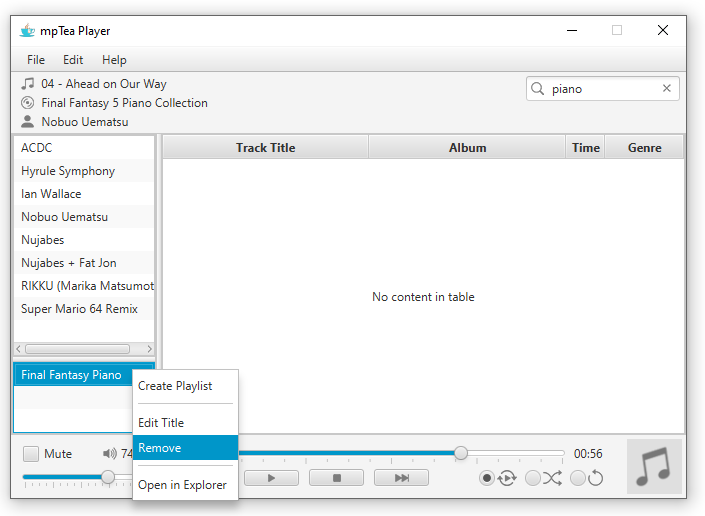 mpTea Player
File Edit Help
04 - Ahead on Our Way
Final Fantasy 5 Piano Collection
Nobuo Uematsu
piano
ACDC
Hyrule Symphony
Ian Wallace
Nobuo Uematsu
Nujabes
Nujabes + Fat Jon
RIKKU (Marika Matsumot
Super Mario 64 Remix
Track Title Album Time Genre
No content in table
Final Fantasy Piano
Create Playlist
Edit Title
Remove
Open in Explorer
Mute 74 00:56